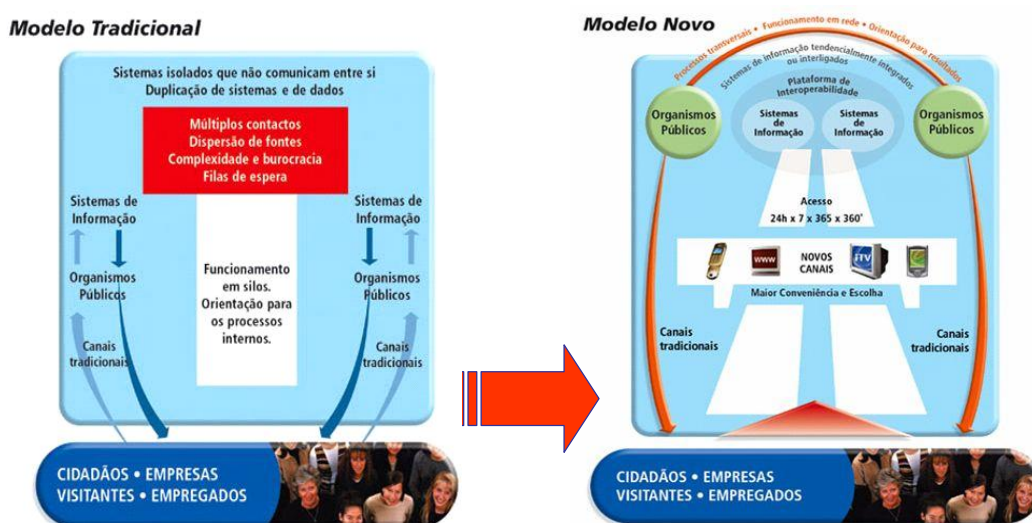 Modelo Tradicional
Sistemas isolados que não comunicam entre si
Duplicação de sistemas e de dados
Múltiplos contactos
Dispersão de fontes
Complexidade e burocracia
Filas de espera
Sistemas de
Informação
Sistemas de
Informação
Organismos
Públicos
Funcionamento
em silos.
Orientação para
os processos
internos.
Organismos
Públicos
Canais
tradicionais
Canais
tradicionais
CIDADÃOS • EMPRESAS
VISITANTES • EMPREGADOS
Modelo Novo
Processos transversais • Funcionamento em rede • Orientação para resultados
Sistemas de informação tendencialmente integrados
ou interligados
Plataforma de
Interoperabilidade
Organismos
Públicos
Sistemas
de
Informação
Sistemas
de
Informação
Organismos
Públicos
Acesso
24h x 7 x 365 x 360°
www
NOVOS
CANAIS
iTV
Maior Conveniência e Escolha
Canais
tradicionais
Canais
tradicionais
CIDADÃOS • EMPRESAS
VISITANTES • EMPREGADOS